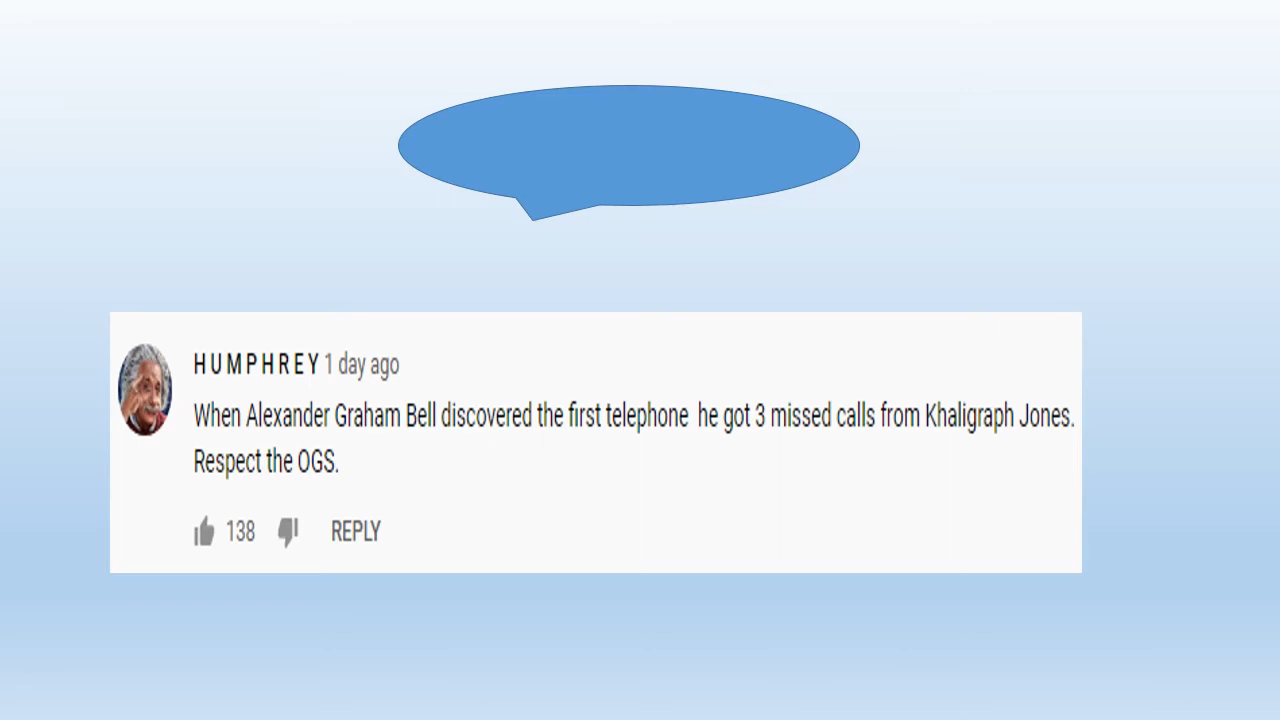 HUMPHREY 1 day ago
When Alexander Graham Bell discovered the first telephone he got 3 missed calls from Khaligraph Jones.
Respect the OGS.
138 REPLY